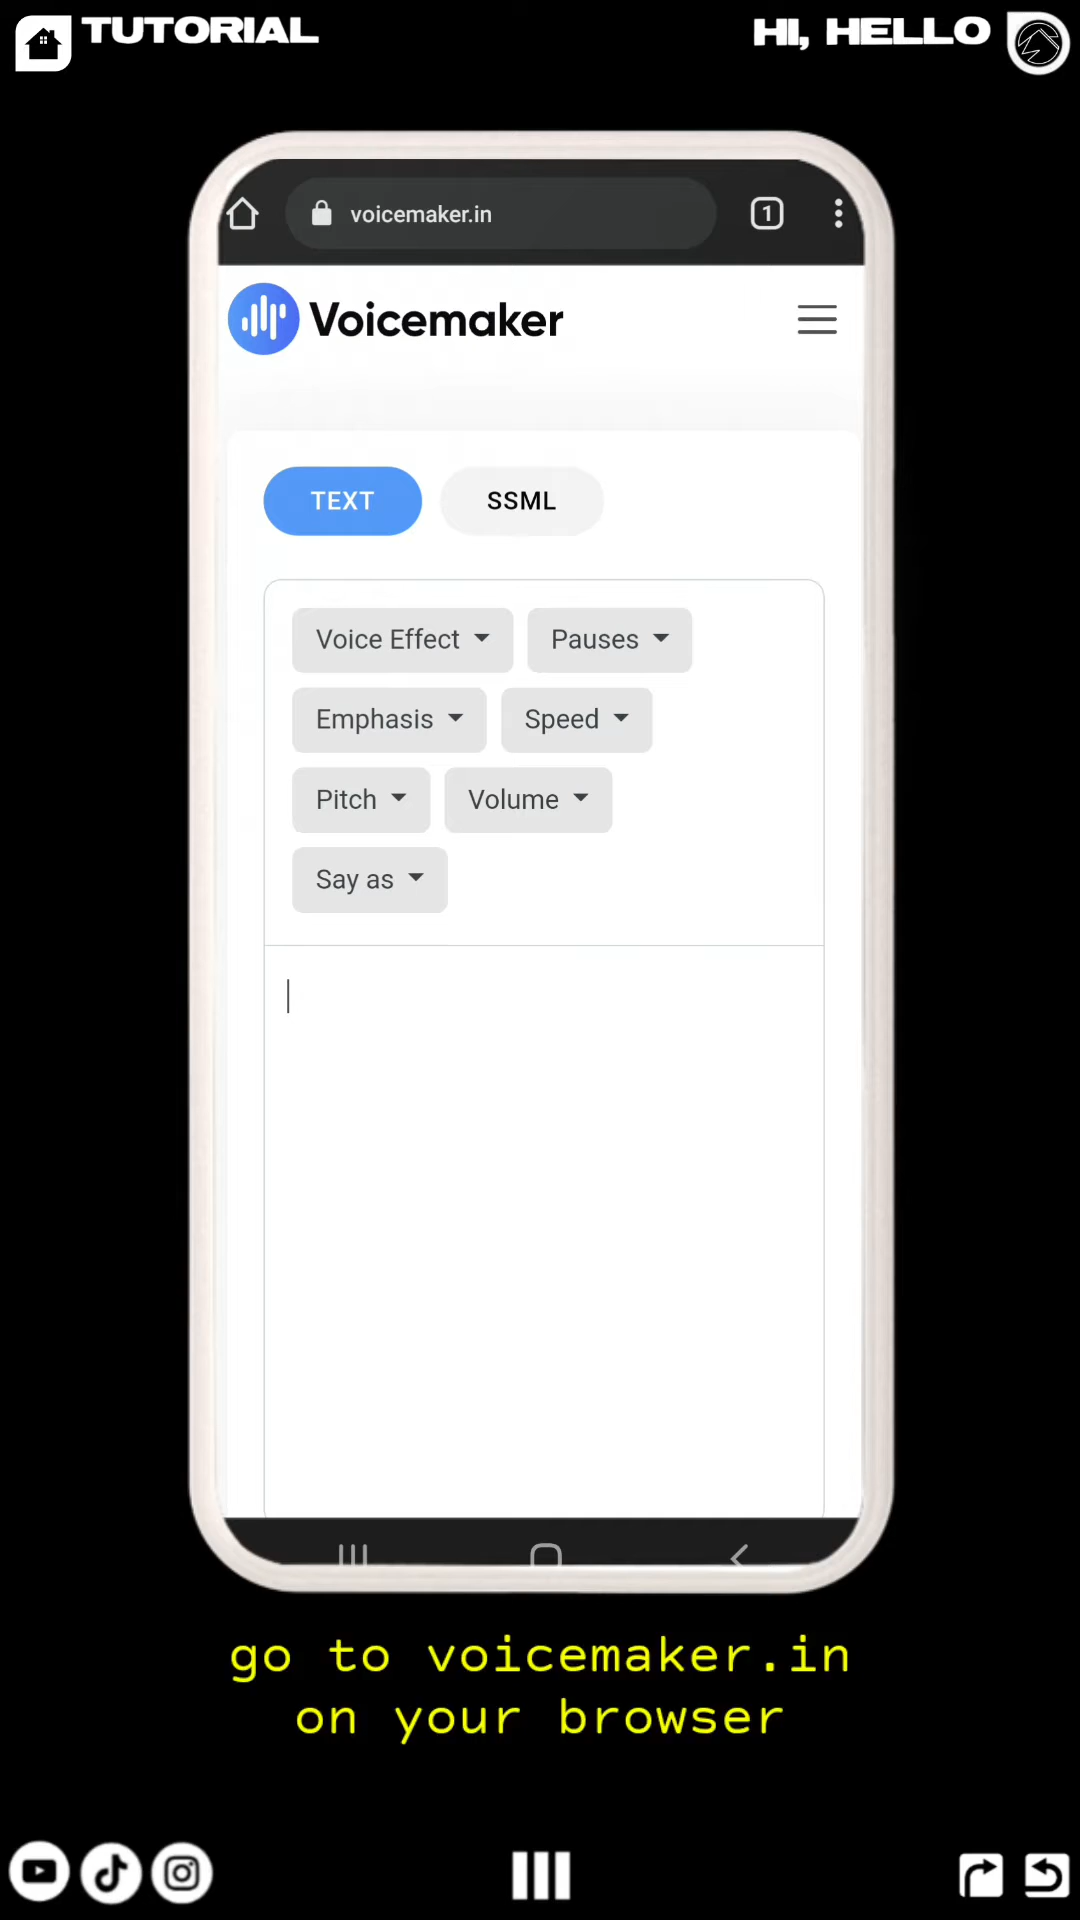 TUTORIAL
HI, HELLO
voicemaker.in
1
Voicemaker
TEXT
SSML
Voice Effect
Pauses
Emphasis
Speed
Pitch
Volume
Say as
go to voicemaker.in
on your browser